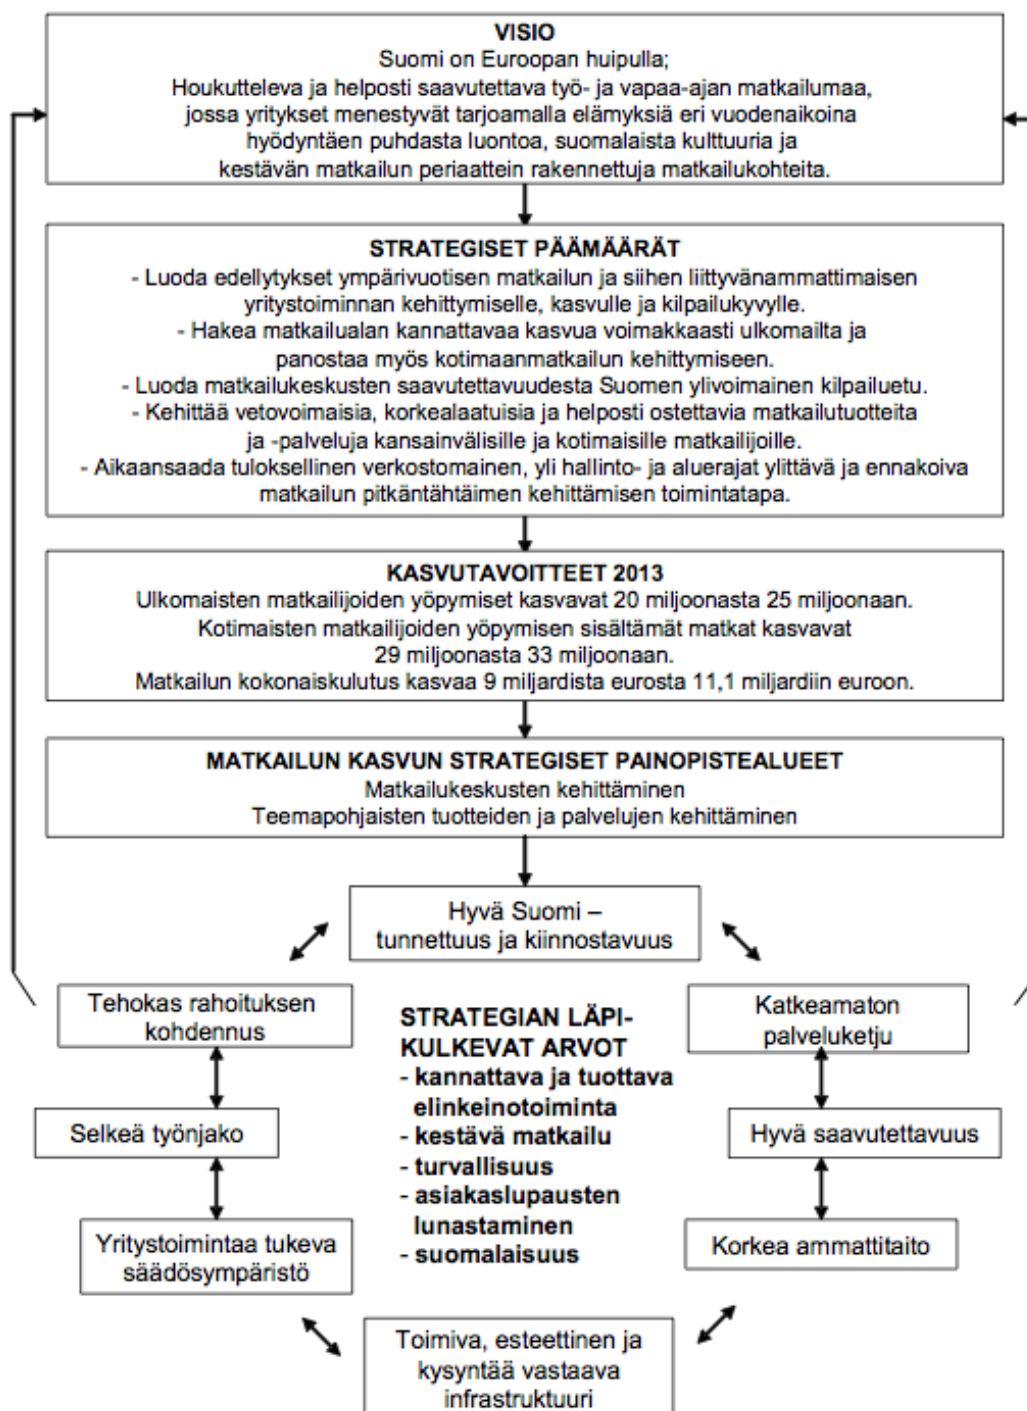 VISIO
Suomi on Euroopan huipulla;
Houkutteleva ja helposti saavutettava työ- ja vapaa-ajan matkailumaa,
jossa yritykset menestyvät tarjoamalla elämyksiä eri vuodenaikoina
hyödyntäen puhdasta luontoa, suomalaista kulttuuria ja
kestävän matkailun periaattein rakennettuja matkailukohteita.
STRATEGISET PÄÄMÄÄRÄT
- Luoda edellytykset ympärivuotisen matkailun ja siihen liittyvänammattimaisen
yritystoiminnan kehittymiselle, kasvulle ja kilpailukyvylle.
- Hakea matkailualan kannattavaa kasvua voimakkaasti ulkomailta ja
panostaa myös kotimaanmatkailun kehittymiseen.
- Luoda matkailukeskusten saavutettavuudesta Suomen ylivoimainen kilpailuetu.
- Kehittää vetovoimaisia, korkealaatuisia ja helposti ostettavia matkailutuotteita
ja -palveluja kansainvälisille ja kotimaisille matkailijoille.
- Aikaansaada tuloksellinen verkostomainen, yli hallinto- ja aluerajat ylittävä ja ennakoiva
matkailun pitkäntähtäimen kehittämisen toimintatapa.
KASVUTAVOITTEET 2013
Ulkomaisten matkailijoiden yöpymiset kasvavat 20 miljoonasta 25 miljoonaan.
Kotimaisten matkailijoiden yöpymisen sisältämät matkat kasvavat
29 miljoonasta 33 miljoonaan.
Matkailun kokonaiskulutus kasvaa 9 miljardista eurosta 11,1 miljardiin euroon.
MATKAILUN KASVUN STRATEGISET PAINOPISTEALUEET
Matkailukeskusten kehittäminen
Teemapohjaisten tuotteiden ja palvelujen kehittäminen
Hyvä Suomi –
tunnettuus ja kiinnostavuus
Tehokas rahoituksen
kohdennus
Selkeä työnjako
Yritystoimintaa tukeva
säädösympäristö
STRATEGIAN LÄPI-
KULKEVAT ARVOT
- kannattava ja tuottava
elinkeinotoiminta
- kestävä matkailu
- turvallisuus
- asiakaslupausten
lunastaminen
- suomalaisuus
Katkeamaton
palveluketju
Hyvä saavutettavuus
Korkea ammattitaito
Toimiva, esteettinen ja
kysyntää vastaava
infrastruktuuri